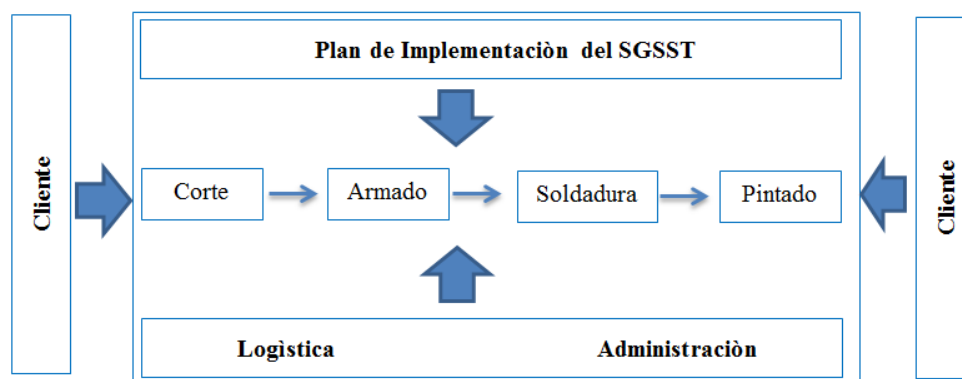 Plan de Implementaciòn del SGSST
Cliente
Corte
Armado
Soldadura
Pintado
Cliente
Logìstica
Administraciòn